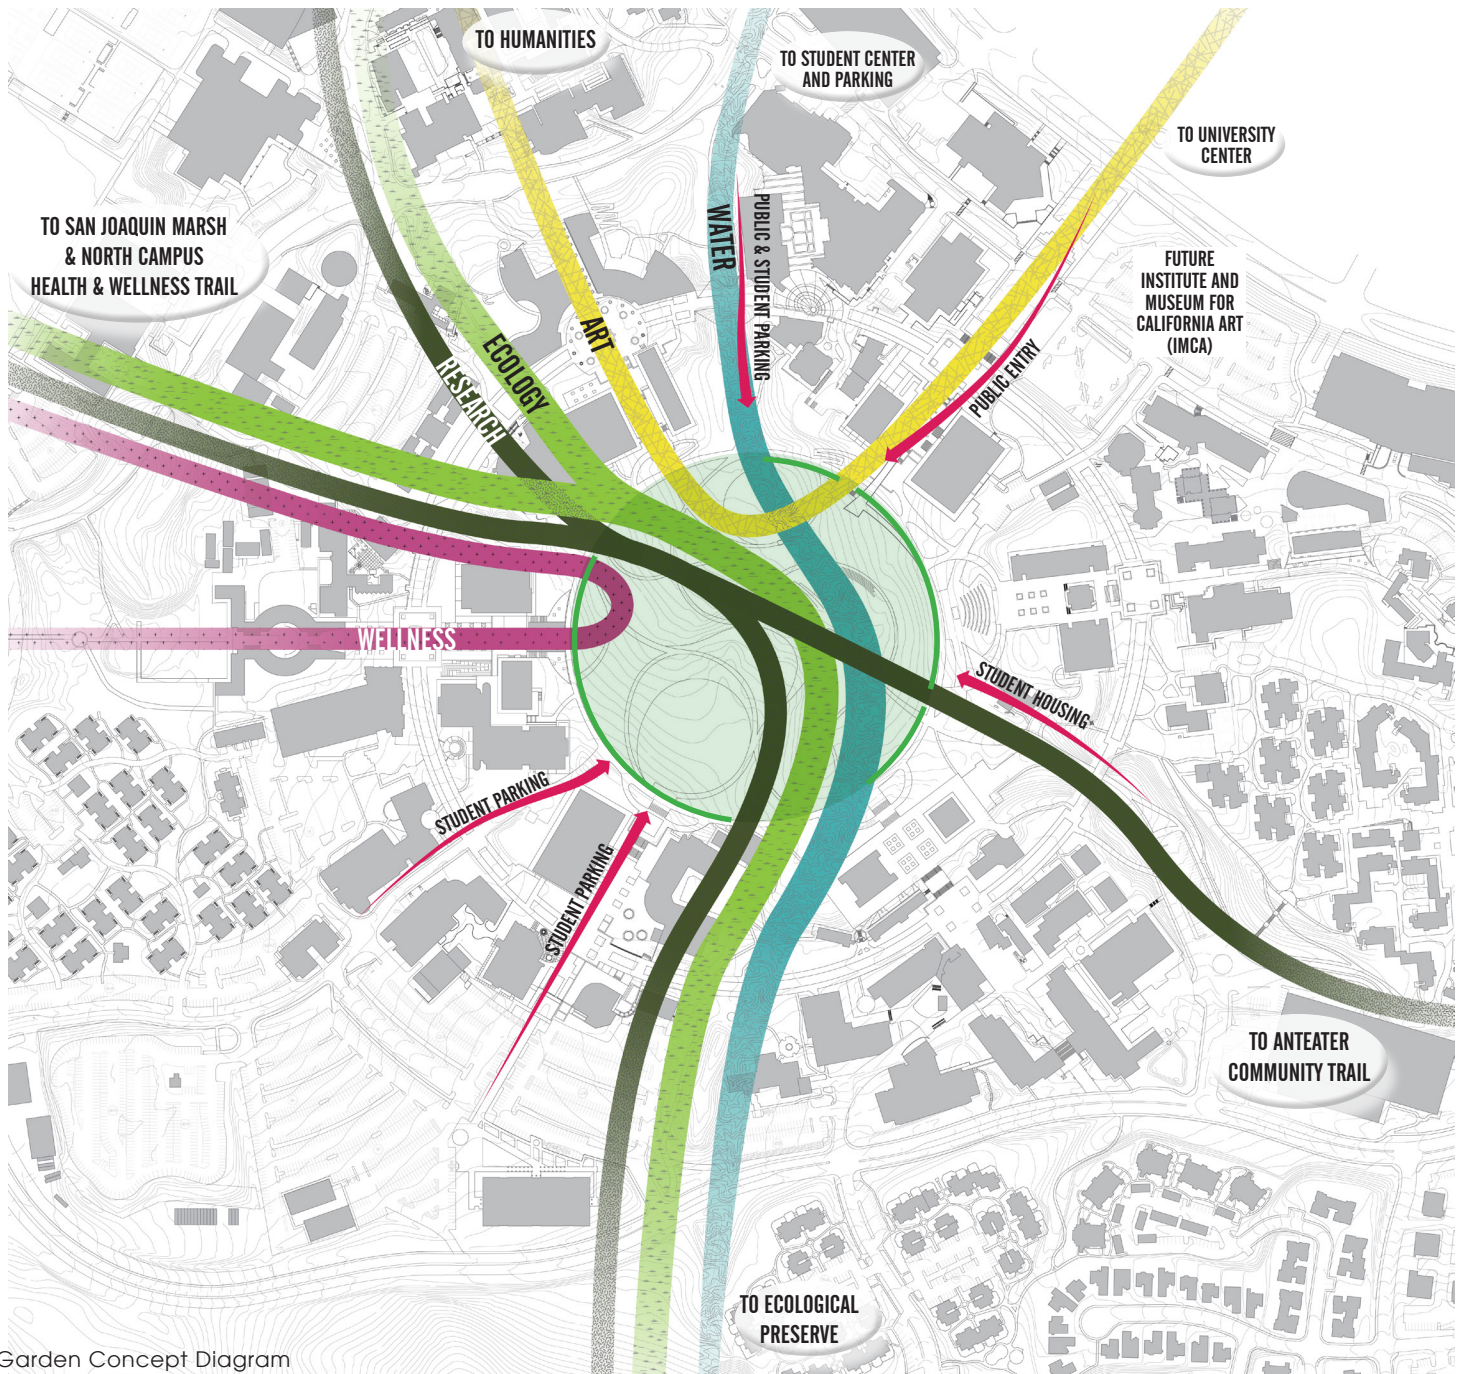 TO HUMANITIES
TO STUDENT CENTER
AND PARKING
TO UNIVERSITY
CENTER
TO SAN JOAQUIN MARSH
& NORTH CAMPUS
HEALTH & WELLNESS TRAIL
FUTURE
INSTITUTE AND
MUSEUM FOR
CALIFORNIA ART
(IMCA)
WATER
PUBLIC & STUDENT PARKING
ART
ECOLOGY
RESEARCH
PUBLIC ENTRY
WELLNESS
STUDENT HOUSING
STUDENT PARKING
STUDENT PARKING
TO ANTEATER
COMMUNITY TRAIL
TO ECOLOGICAL
PRESERVE
Garden Concept Diagram